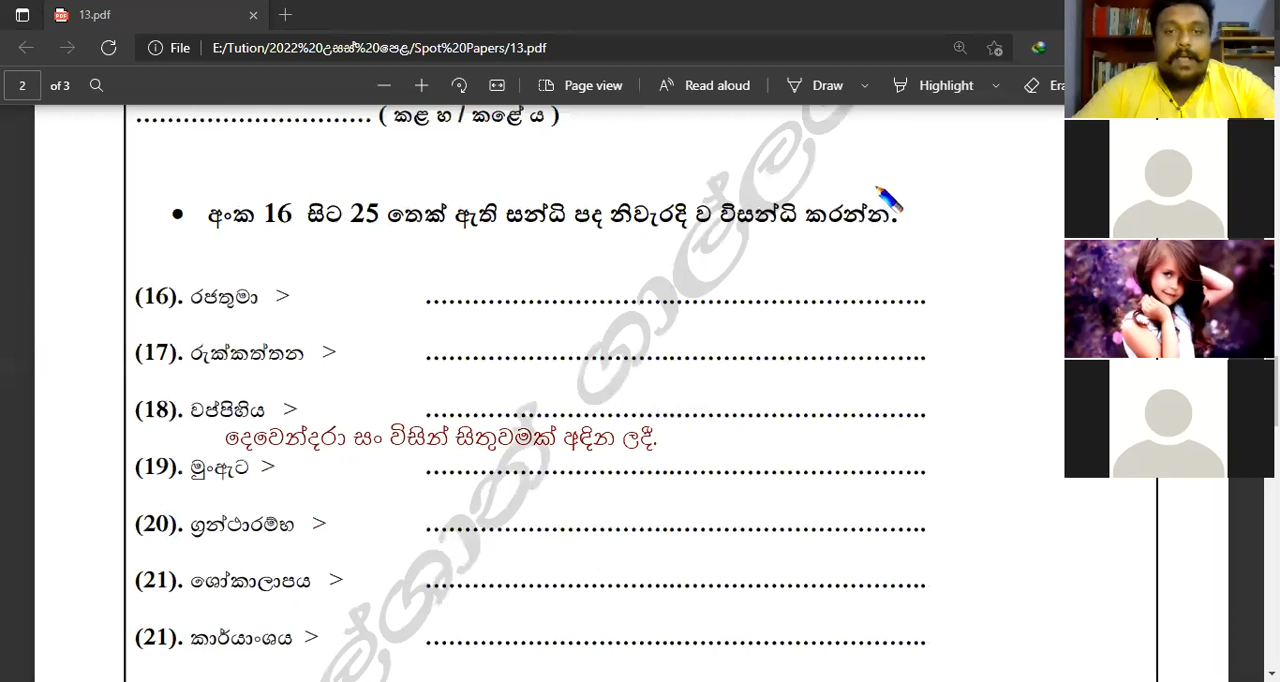 13.pdf
File E:/Tution/2022%20උසස්%20පෙළ/Spot%20Papers/13.pdf
2 of 3 Page view Read aloud Draw Highlight Era
................................ ( කළ හ / කළේ ය )
• අංක 16 සිට 25 තෙක් ඇති සන්ධි පද නිවැරදි ව විසන්ධි කරන්න.
(16). රජතුමා > ................................................................
(17). රුක්කත්තන > ................................................................
(18). වප්පිහිය > ................................................................
දෙවෙන්දරා සං විසින් සිතුවමක් අඳින ලදී.
(19). මුංඇට > ................................................................
(20). ග්‍රන්ථාරම්භ > ................................................................
(21). ශෝකාලාපය > ................................................................
(21). කාර්යාංශය > ................................................................